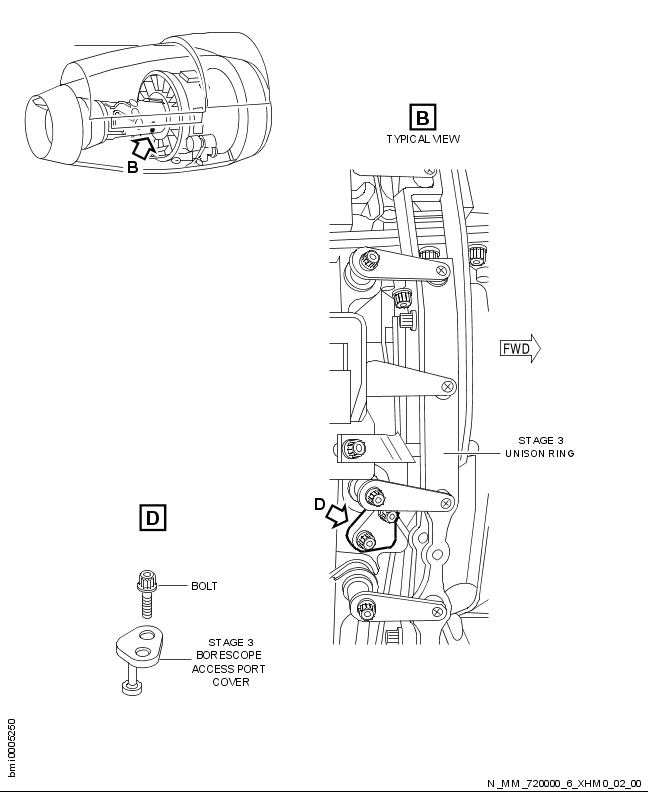 B
B
TYPICAL VIEW
FWD
STAGE 3
UNISON RING
D
D
BOLT
STAGE 3
BORESCOPE
ACCESS PORT
COVER
bmi0005250
N_MM_720000_6_XHM0_02_00